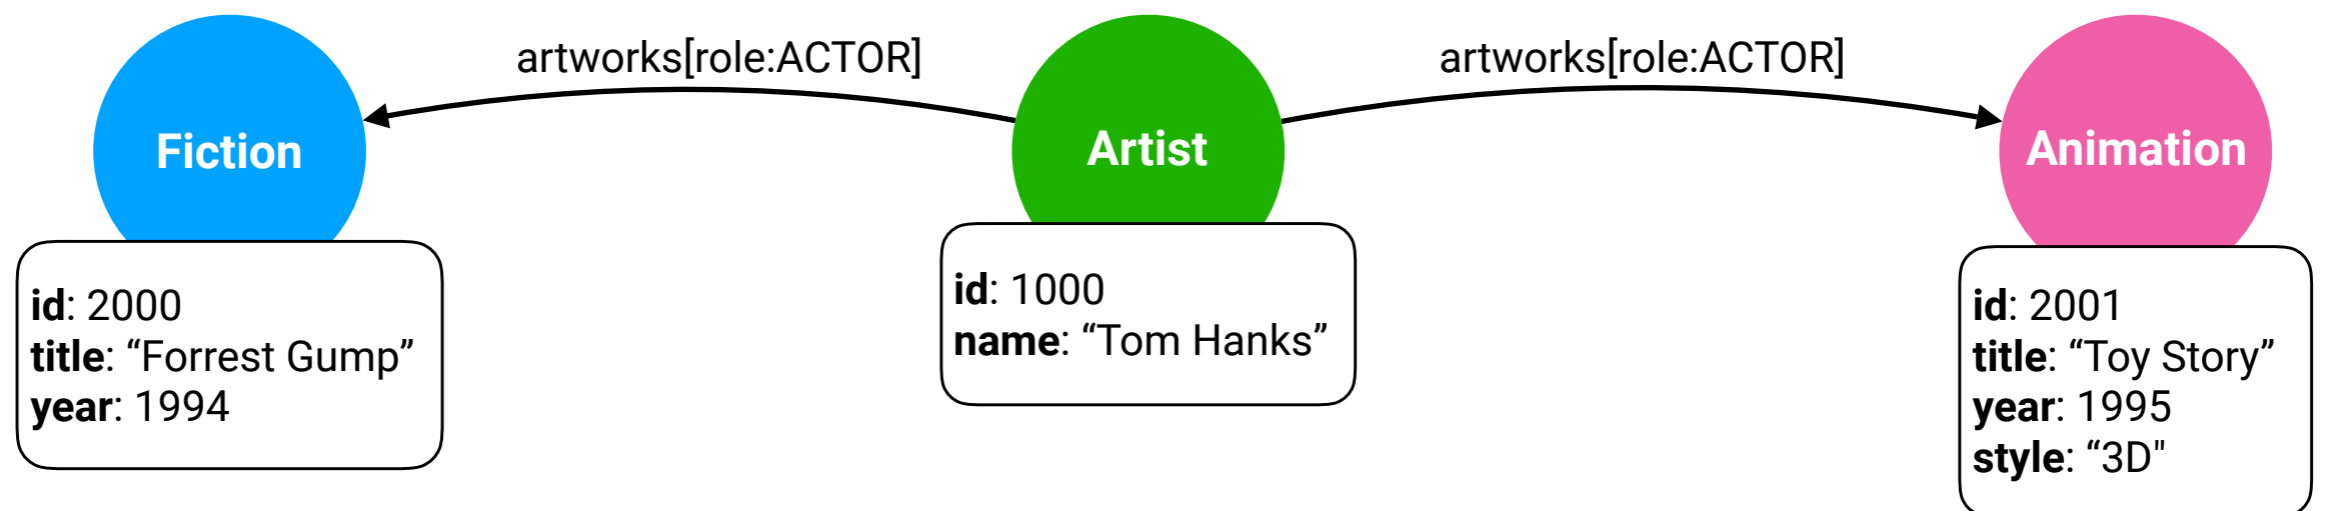 artworks[role:ACTOR]
artworks[role:ACTOR]
Fiction
Artist
Animation
id: 2000
title: “Forrest Gump”
year: 1994
id: 1000
name: “Tom Hanks”
id: 2001
title: “Toy Story”
year: 1995
style: “3D"